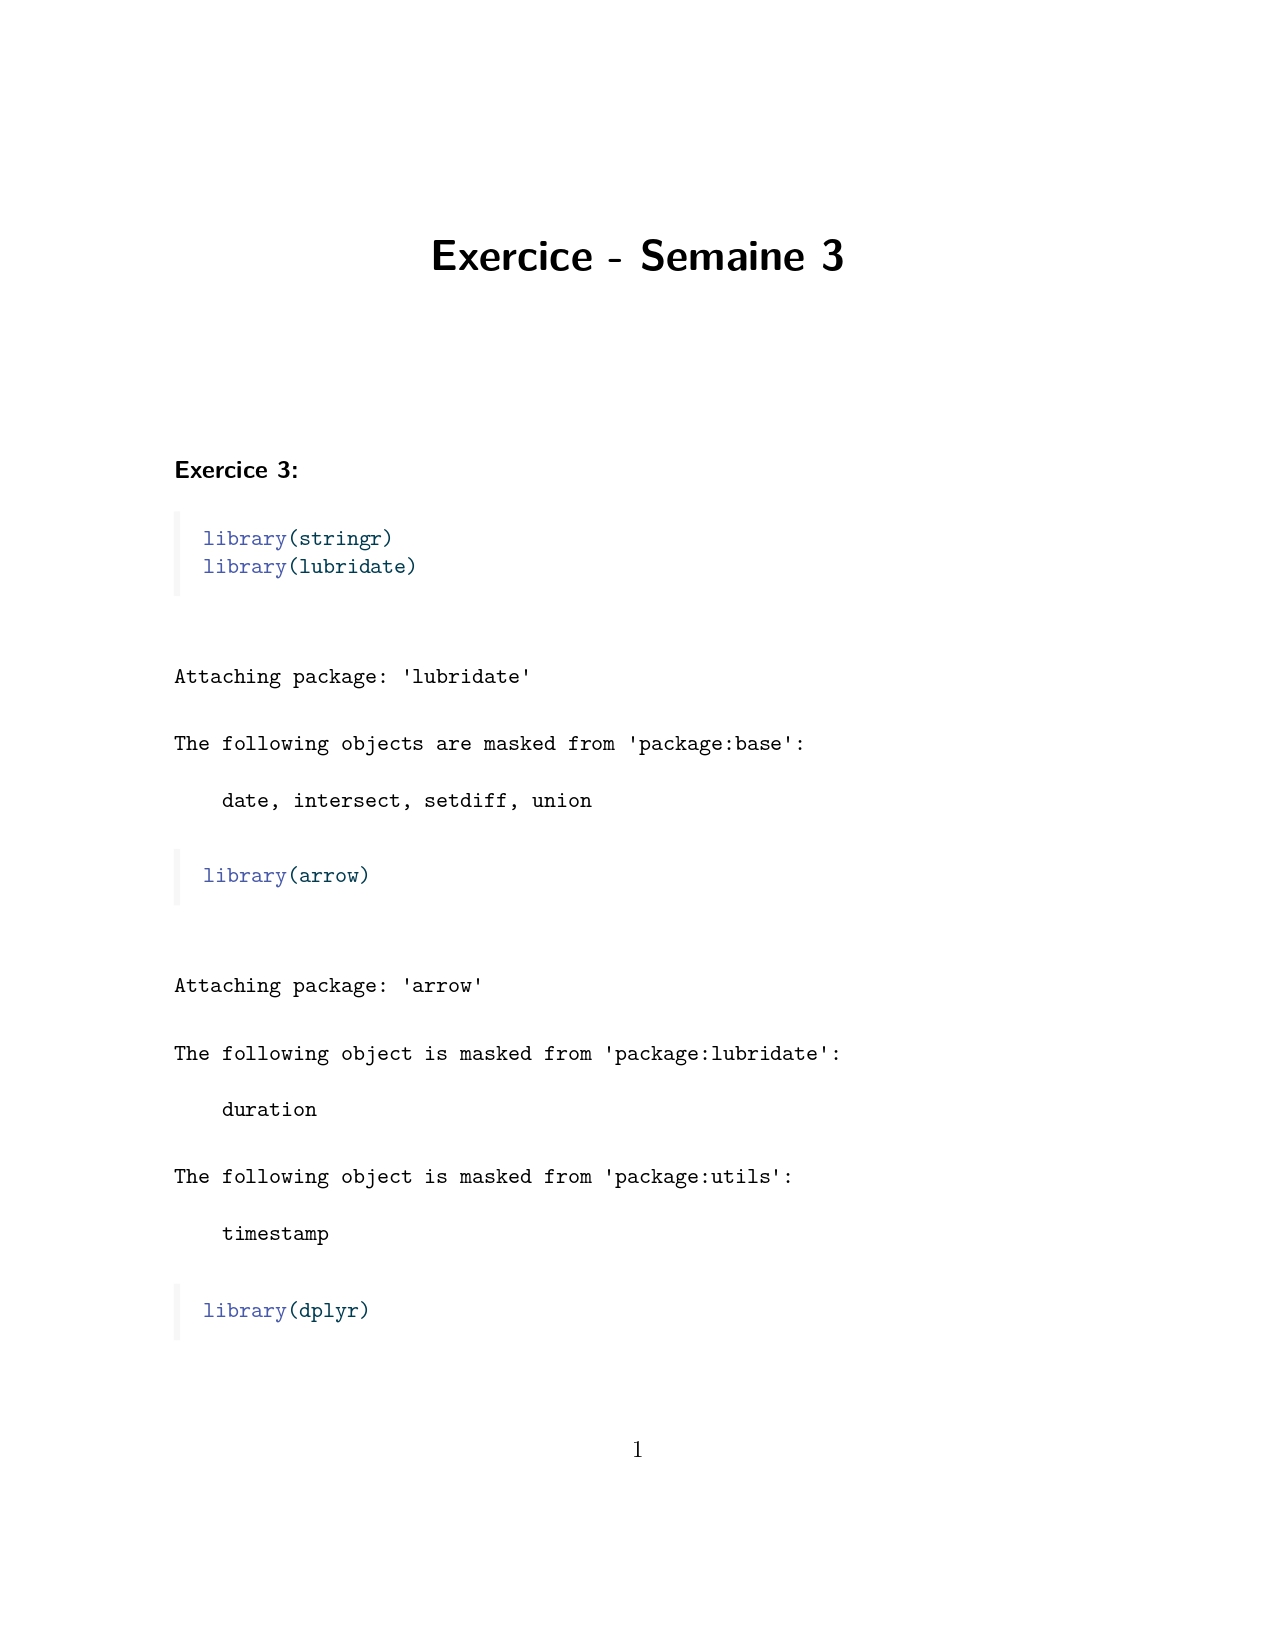 Exercice - Semaine 3
Exercice 3:
library(stringr)
library(lubridate)
Attaching package: 'lubridate'
The following objects are masked from 'package:base':
date, intersect, setdiff, union
library(arrow)
Attaching package: 'arrow'
The following object is masked from 'package:lubridate':
duration
The following object is masked from 'package:utils':
timestamp
library(dplyr)
1